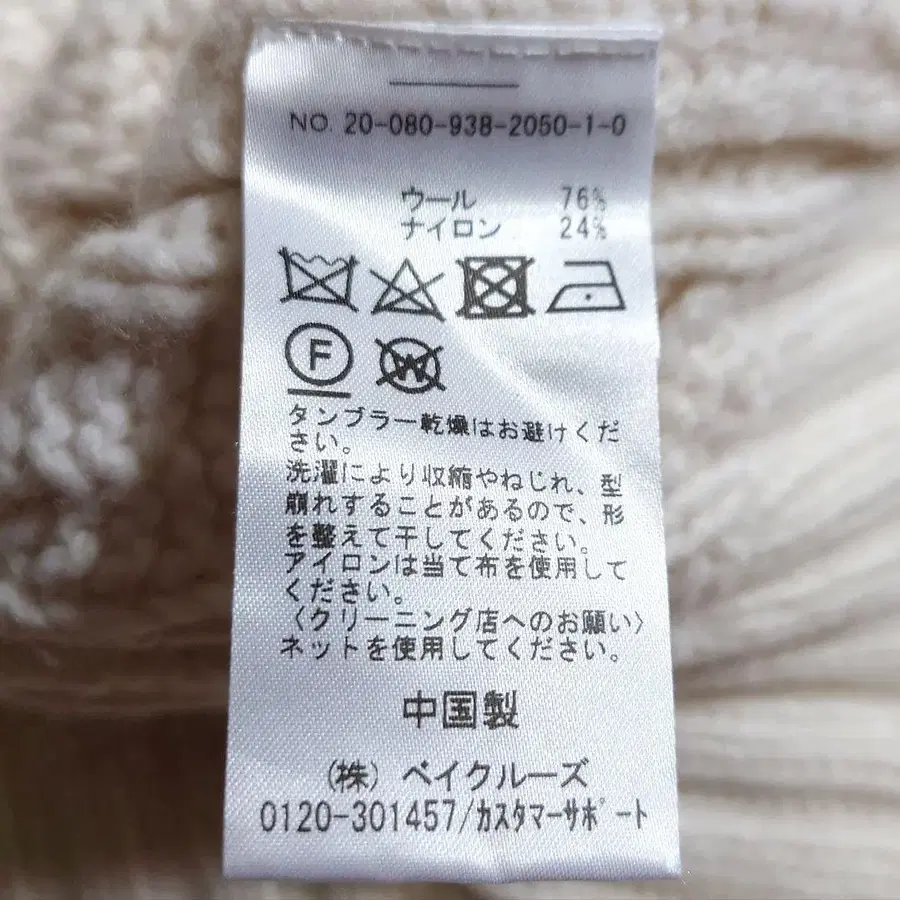 NO. 20-080-938-2050-1-0
ウール 76%
ナイロン 24%
F
W
タンブラー乾燥はお避けくだ
さい。
洗濯により収縮やねじれ、型
崩れすることがあるので、形
を整えて干してください。
アイロンは当て布を使用して
ください。
〈クリーニング店へのお願い〉
ネットを使用してください。
中国製
(株) ベイクルーズ
0120-301457/カスタマーサポート